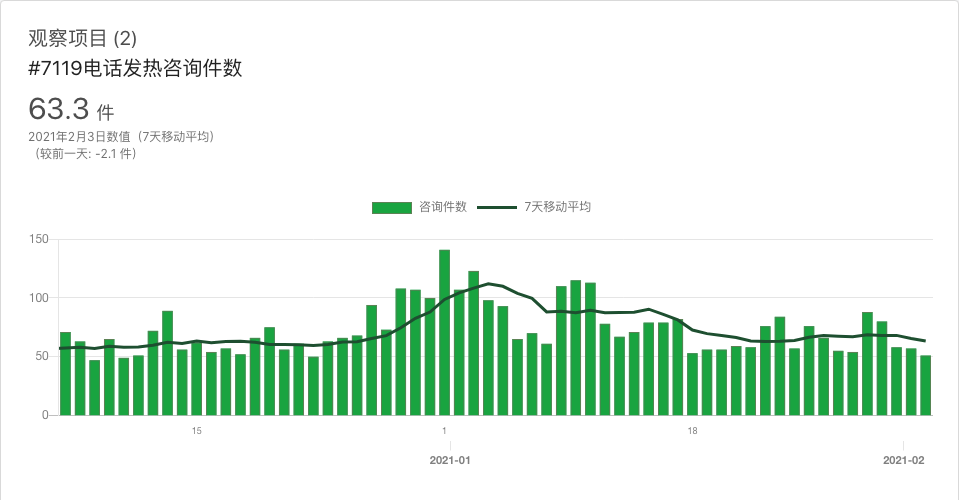 观察项目 (2)
#7119电话发热咨询件数
63.3 件
2021年2月3日数值（7天移动平均）
（较前一天: -2.1 件）
咨询件数 7天移动平均
150
100
50
0
15 1 18
2021-01 2021-02